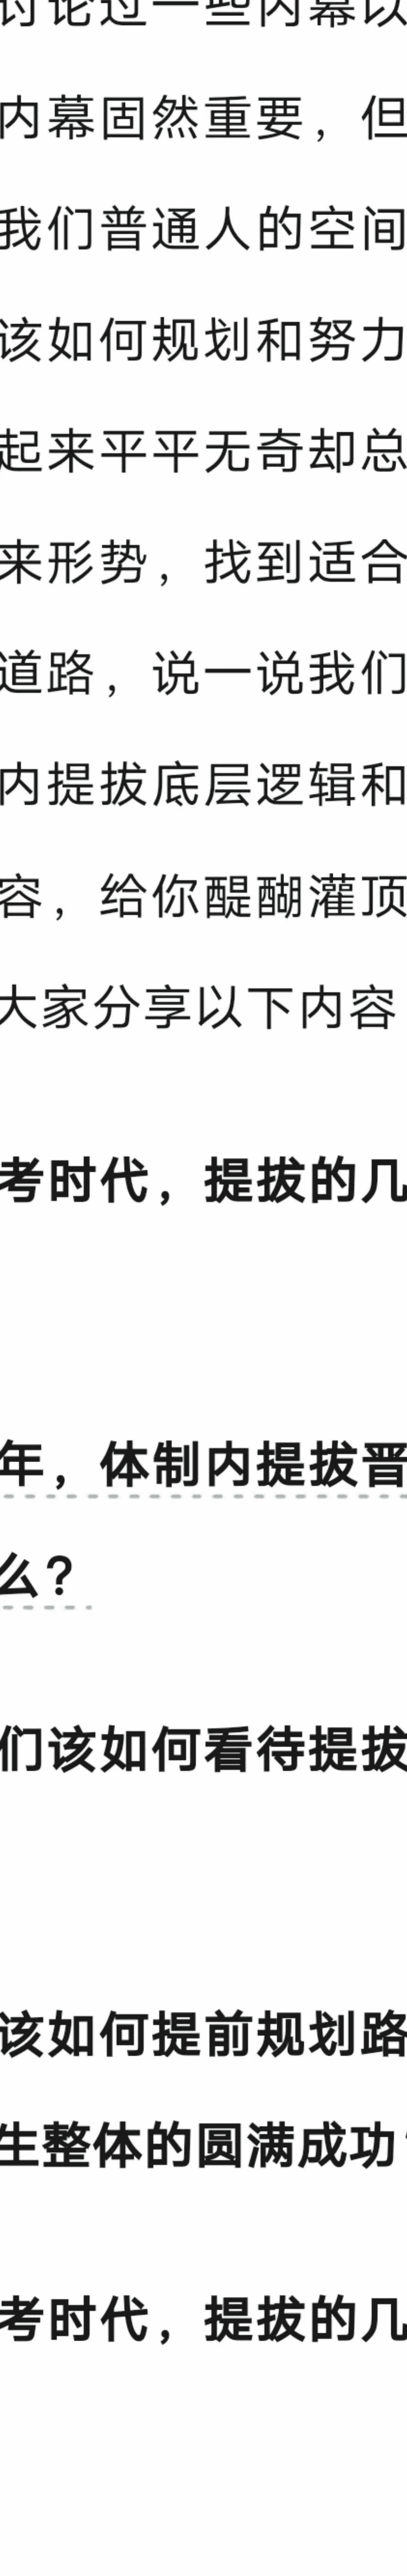 讨论过一些内幕以
内幕固然重要，但
我们普通人的空间
该如何规划和努力
起来平平无奇却总
来形势，找到适合
道路，说一说我们
内提拔底层逻辑和
容，给你醍醐灌顶
大家分享以下内容
考时代，提拔的几
年，体制内提拔晋
么？
们该如何看待提拔
该如何提前规划路
生整体的圆满成功
考时代，提拔的几